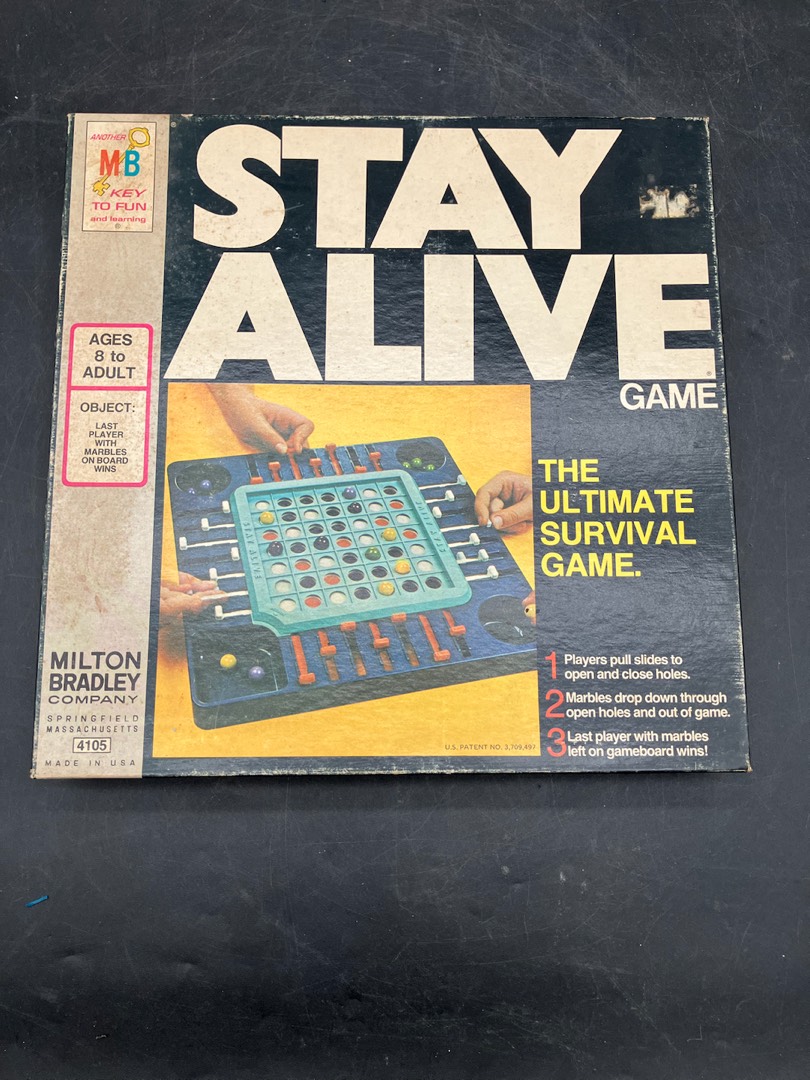 ANOTHER
MB
KEY
TO FUN
and learning
®
STAY
ALIVE
GAME
AGES
8 to
ADULT
OBJECT:
LAST
PLAYER
WITH
MARBLES
ON BOARD
WINS
THE
ULTIMATE
SURVIVAL
GAME.
1 Players pull slides to
open and close holes.
2 Marbles drop down through
open holes and out of game.
3 Last player with marbles
left on gameboard wins!
MILTON
BRADLEY
COMPANY
SPRINGFIELD
MASSACHUSETTS
4105
MADE IN USA
U.S. PATENT NO. 3,709,497